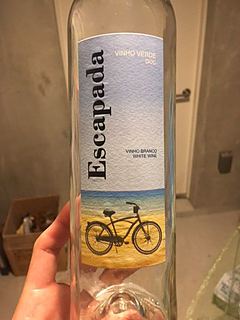 Escapada
VINHO VERDE
DOC
VINHO BRANCO
WHITE WINE